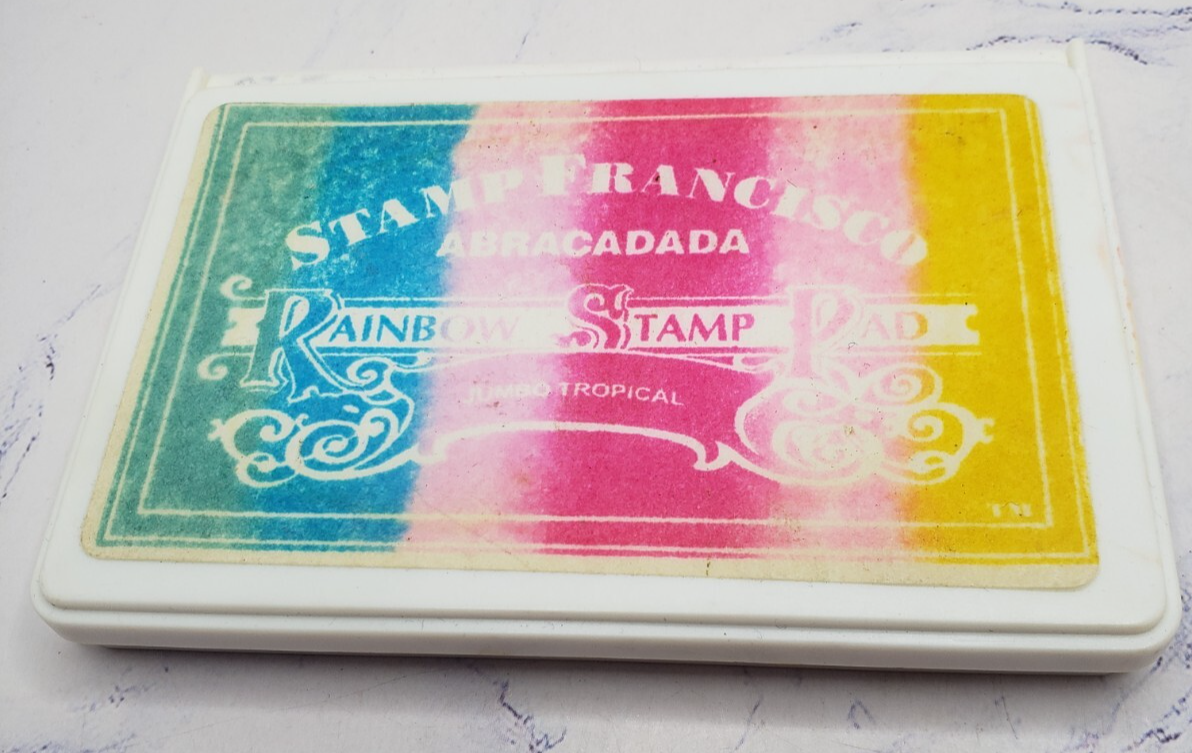 STAMP FRANCISCO
ABRACADADA
RAINBOW STAMP PAD
JUMBO TROPICAL
TM